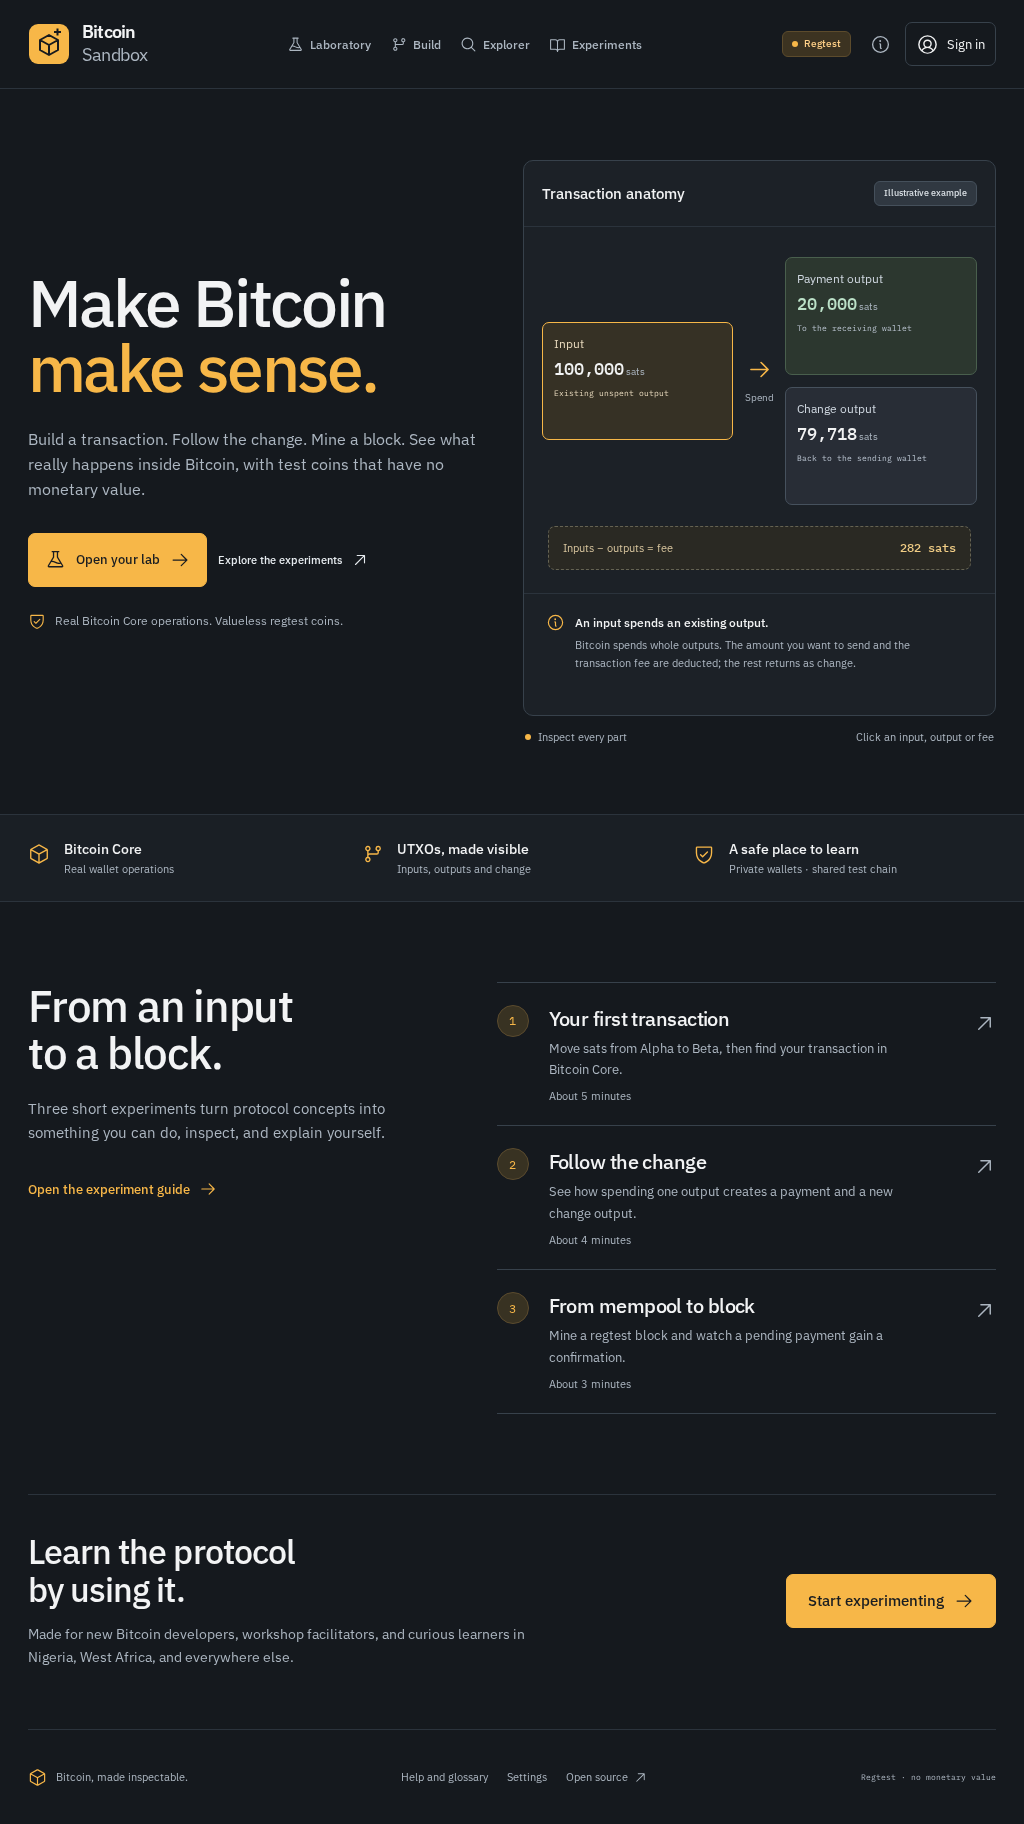 Bitcoin
Sandbox
Laboratory
Build
Explorer
Experiments
Regtest
Sign in
Make Bitcoin
make sense.
Build a transaction. Follow the change. Mine a block. See what
really happens inside Bitcoin, with test coins that have no
monetary value.
Open your lab
Explore the experiments
Real Bitcoin Core operations. Valueless regtest coins.
Transaction anatomy
Illustrative example
Input
100,000 sats
Existing unspent output
Spend
Payment output
20,000 sats
To the receiving wallet
Change output
79,718 sats
Back to the sending wallet
Inputs − outputs = fee
282 sats
An input spends an existing output.
Bitcoin spends whole outputs. The amount you want to send and the
transaction fee are deducted; the rest returns as change.
Inspect every part
Click an input, output or fee
Bitcoin Core
Real wallet operations
UTXOs, made visible
Inputs, outputs and change
A safe place to learn
Private wallets · shared test chain
From an input
to a block.
Three short experiments turn protocol concepts into
something you can do, inspect, and explain yourself.
Open the experiment guide
1
Your first transaction
Move sats from Alpha to Beta, then find your transaction in
Bitcoin Core.
About 5 minutes
2
Follow the change
See how spending one output creates a payment and a new
change output.
About 4 minutes
3
From mempool to block
Mine a regtest block and watch a pending payment gain a
confirmation.
About 3 minutes
Learn the protocol
by using it.
Made for new Bitcoin developers, workshop facilitators, and curious learners in
Nigeria, West Africa, and everywhere else.
Start experimenting
Bitcoin, made inspectable.
Help and glossary
Settings
Open source
Regtest · no monetary value